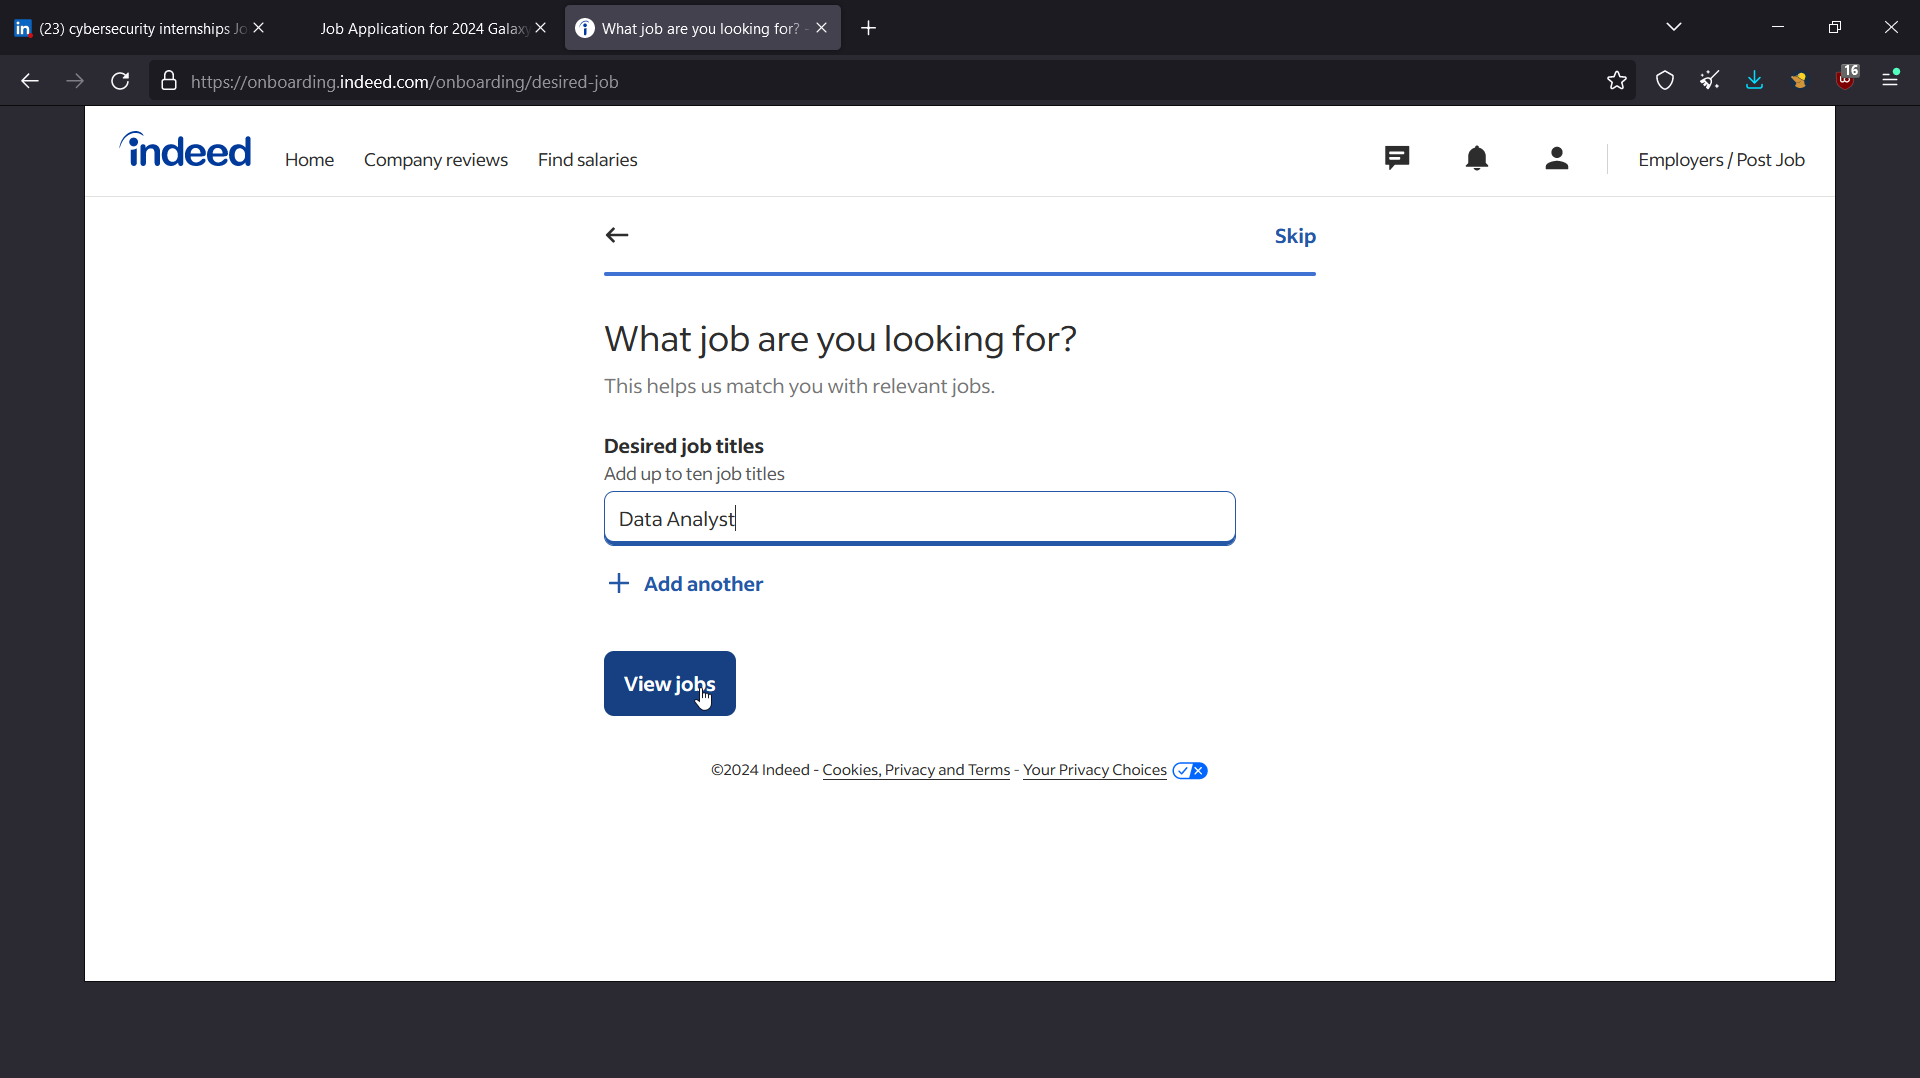 (23) cybersecurity internships Jo
Job Application for 2024 Galaxy
What job are you looking for? -
https://onboarding.indeed.com/onboarding/desired-job
16
indeed
Home
Company reviews
Find salaries
Employers / Post Job
Skip
What job are you looking for?
This helps us match you with relevant jobs.
Desired job titles
Add up to ten job titles
Data Analyst
Add another
View jobs
©2024 Indeed - Cookies, Privacy and Terms - Your Privacy Choices